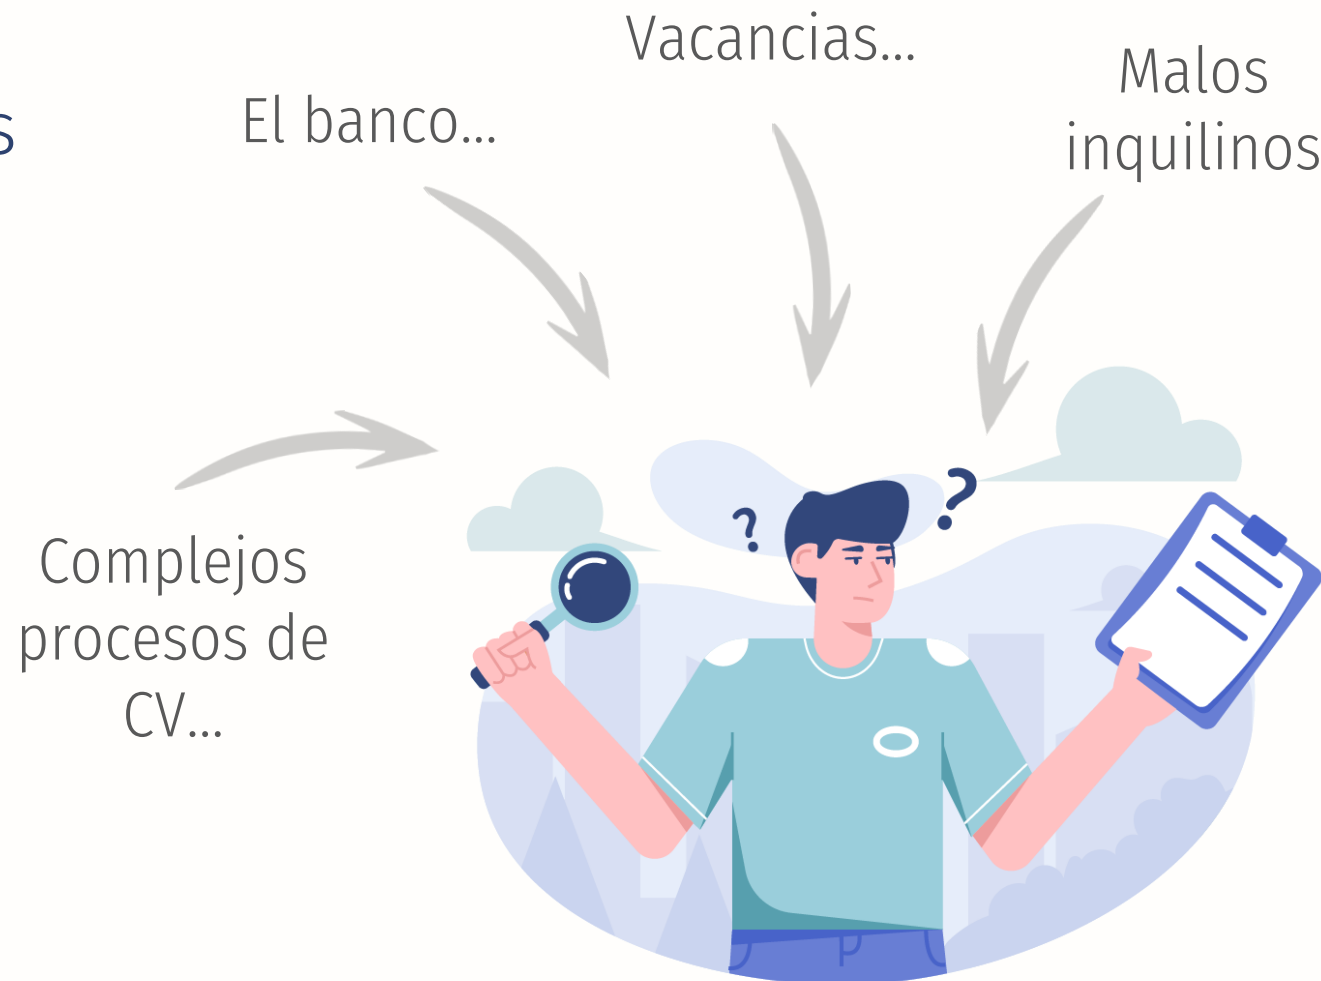 Vacancias...
Malos
inquilinos
El banco...
s
Complejos
procesos de
CV...